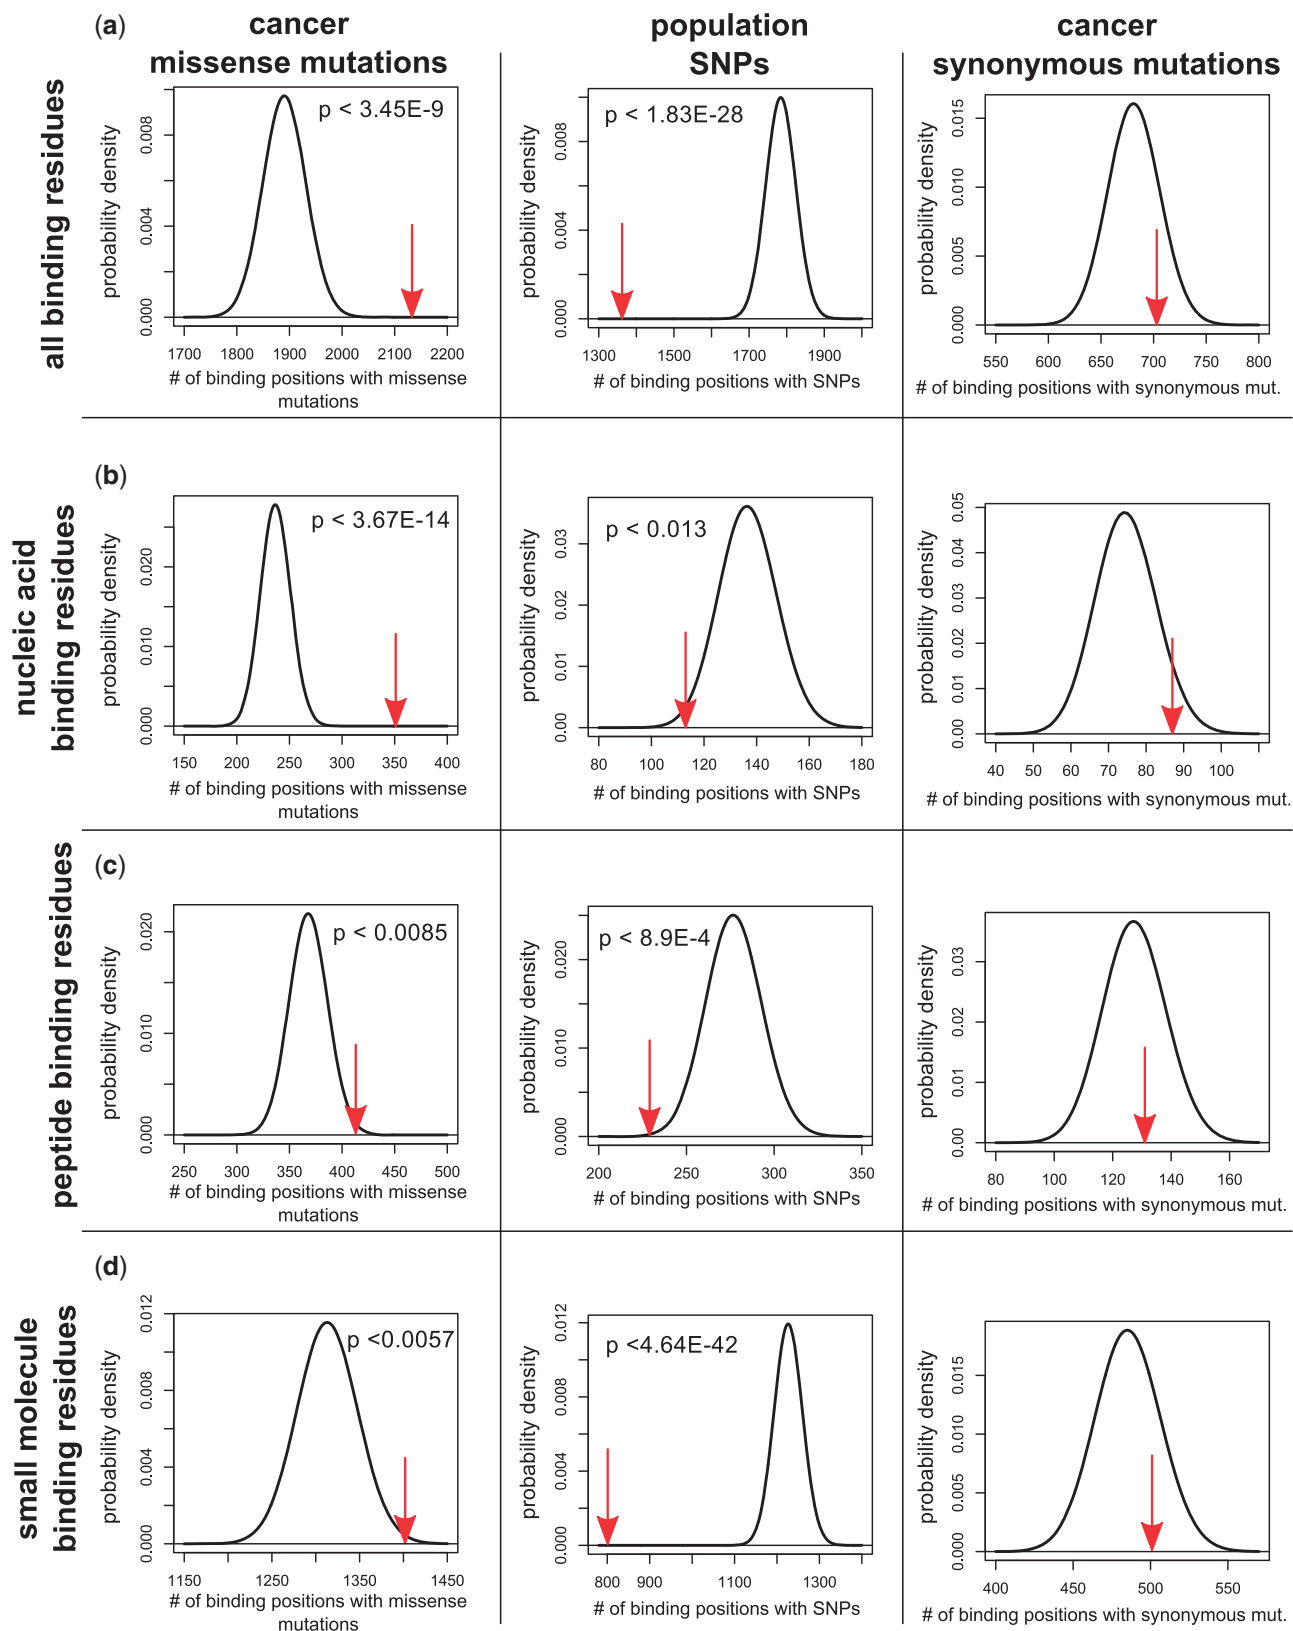 (a)
cancer
missense mutations
population
SNPs
cancer
synonymous mutations
all binding residues
probability density
0.000
0.004
0.008
p < 3.45E-9
1700 1800 1900 2000 2100 2200
# of binding positions with missense
mutations
probability density
0.000
0.004
0.008
p < 1.83E-28
1300 1500 1700 1900
# of binding positions with SNPs
probability density
0.000
0.005
0.010
0.015
550 600 650 700 750 800
# of binding positions with synonymous mut.
(b)
nucleic acid
binding residues
probability density
0.000
0.010
0.020
p < 3.67E-14
150 200 250 300 350 400
# of binding positions with missense
mutations
probability density
0.00
0.01
0.02
0.03
p < 0.013
80 100 120 140 160 180
# of binding positions with SNPs
probability density
0.00
0.01
0.02
0.03
0.04
0.05
40 50 60 70 80 90 100
# of binding positions with synonymous mut.
(c)
peptide binding residues
probability density
0.000
0.010
0.020
p < 0.0085
250 300 350 400 450 500
# of binding positions with missense
mutations
probability density
0.000
0.010
0.020
p < 8.9E-4
200 250 300 350
# of binding positions with SNPs
probability density
0.00
0.01
0.02
0.03
80 100 120 140 160
# of binding positions with synonymous mut.
(d)
small molecule
binding residues
probability density
0.000
0.004
0.008
0.012
p <0.0057
1150 1250 1350 1450
# of binding positions with missense
mutations
probability density
0.000
0.004
0.008
0.012
p <4.64E-42
800 900 1100 1300
# of binding positions with SNPs
probability density
0.000
0.005
0.010
0.015
400 450 500 550
# of binding positions with synonymous mut.